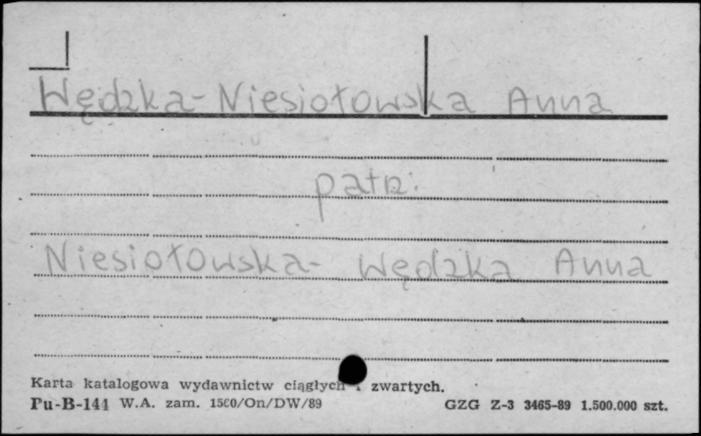 Wędzka-Niesiołowska Anna
patrz:
Niesiołowska-Wędzka Anna
Karta katalogowa wydawnictw ciągłych i zwartych.
Pu-B-144 W.A. zam. 1500/On/DW/89 GZG Z-3 3465-89 1.500.000 szt.